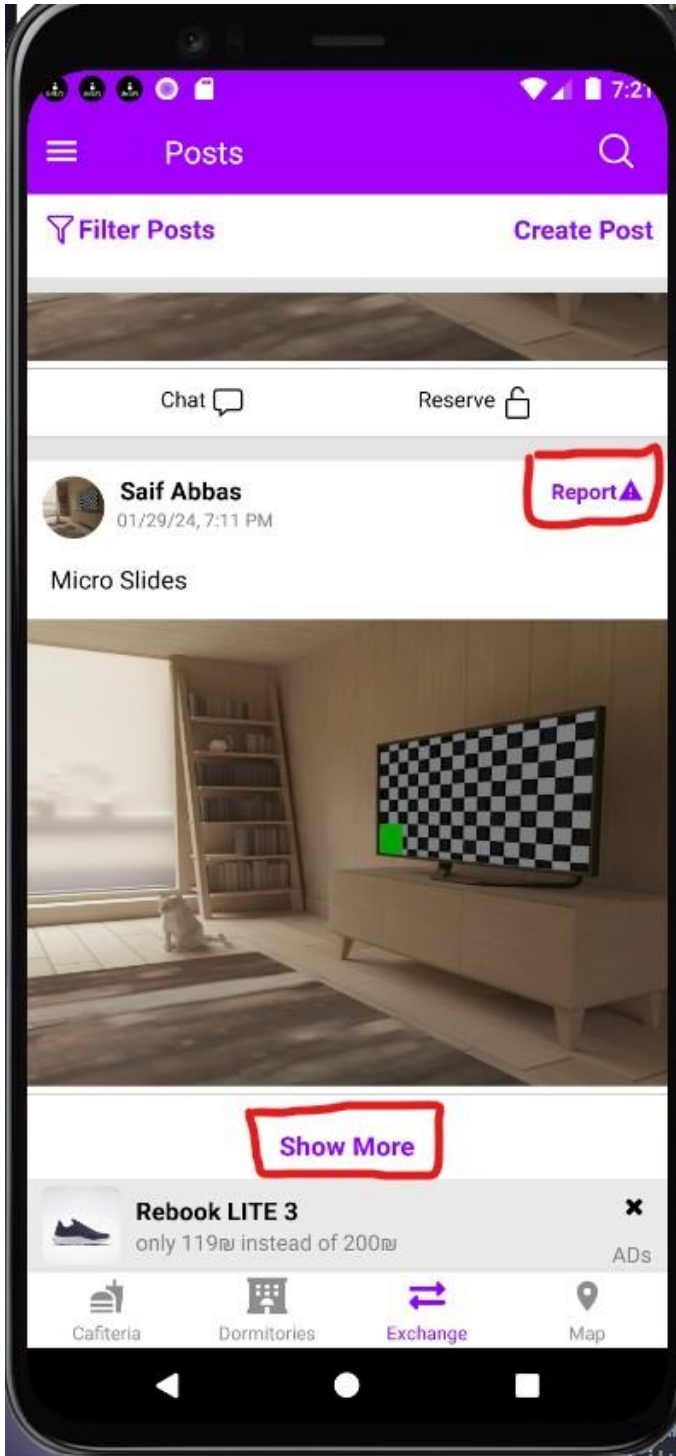 7:21
Posts
Filter Posts Create Post
Chat Reserve
Saif Abbas Report
01/29/24, 7:11 PM
Micro Slides
Show More
Rebook LITE 3
only 119₪ instead of 200₪
ADs
Cafiteria Dormitories Exchange Map